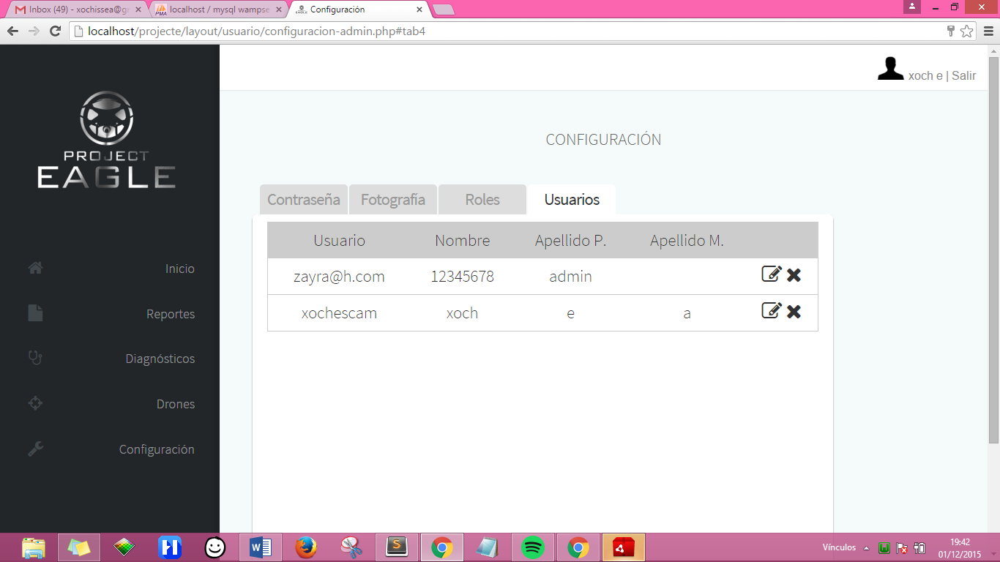 Inbox (49) - xochissea@gm
localhost / mysql wampse
Configuración
localhost/projecte/layout/usuario/configuracion-admin.php#tab4
xoch e | Salir
PROJECT
EAGLE
Inicio
Reportes
Diagnósticos
Drones
Configuración
CONFIGURACIÓN
Contraseña Fotografía Roles Usuarios
Usuario Nombre Apellido P. Apellido M.
zayra@h.com 12345678 admin
xochescam xoch e a
Vínculos
19:42
01/12/2015